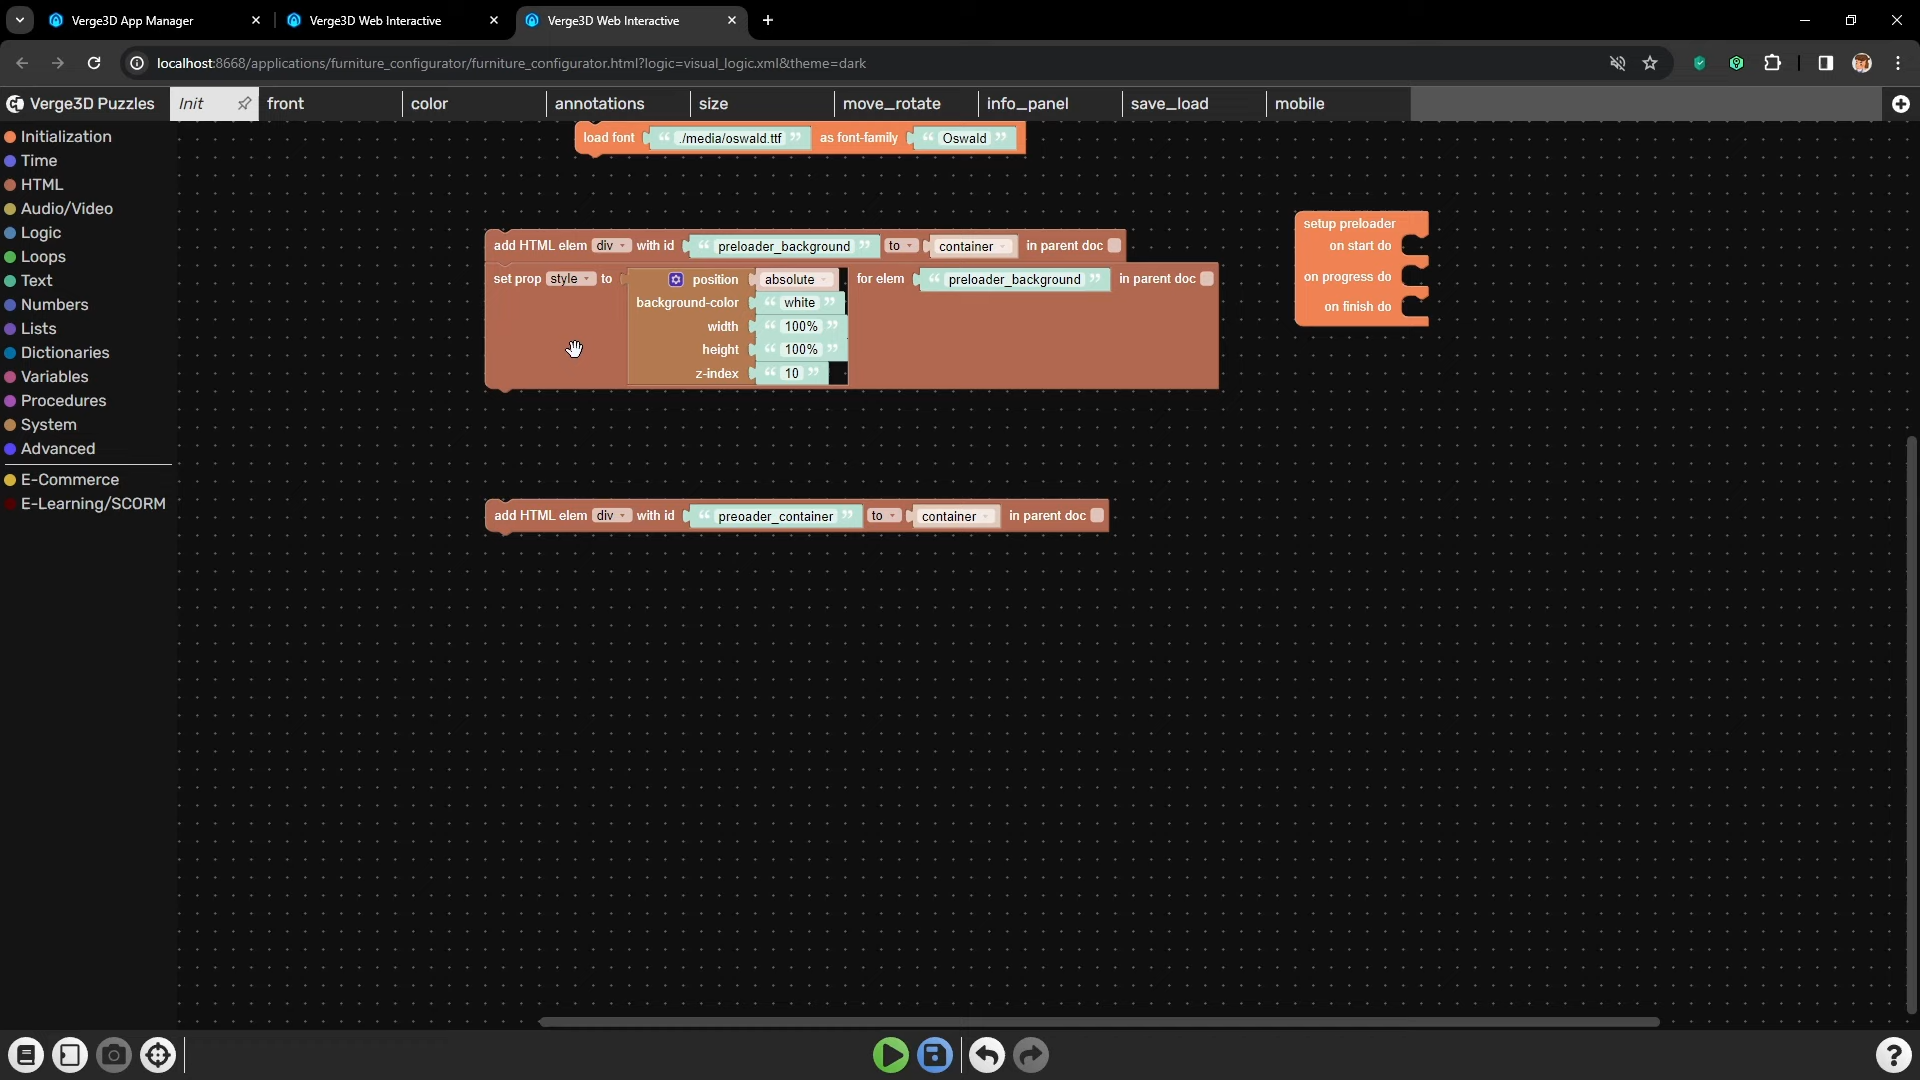 Verge3D App Manager
Verge3D Web Interactive
Verge3D Web Interactive
localhost:8668/applications/furniture_configurator/furniture_configurator.html?logic=visual_logic.xml&theme=dark
Verge3D Puzzles
Init
front
color
annotations
size
move_rotate
info_panel
save_load
mobile
Initialization
Time
HTML
Audio/Video
Logic
Loops
Text
Numbers
Lists
Dictionaries
Variables
Procedures
System
Advanced
E-Commerce
E-Learning/SCORM
load font “ ./media/oswald.ttf ” as font-family “ Oswald ”
add HTML elem div with id “ preloader_background ” to container in parent doc
set prop style to position absolute for elem “ preloader_background ” in parent doc
background-color “ white ”
width “ 100% ”
height “ 100% ”
z-index “ 10 ”
setup preloader
on start do
on progress do
on finish do
add HTML elem div with id “ preoader_container ” to container in parent doc
?